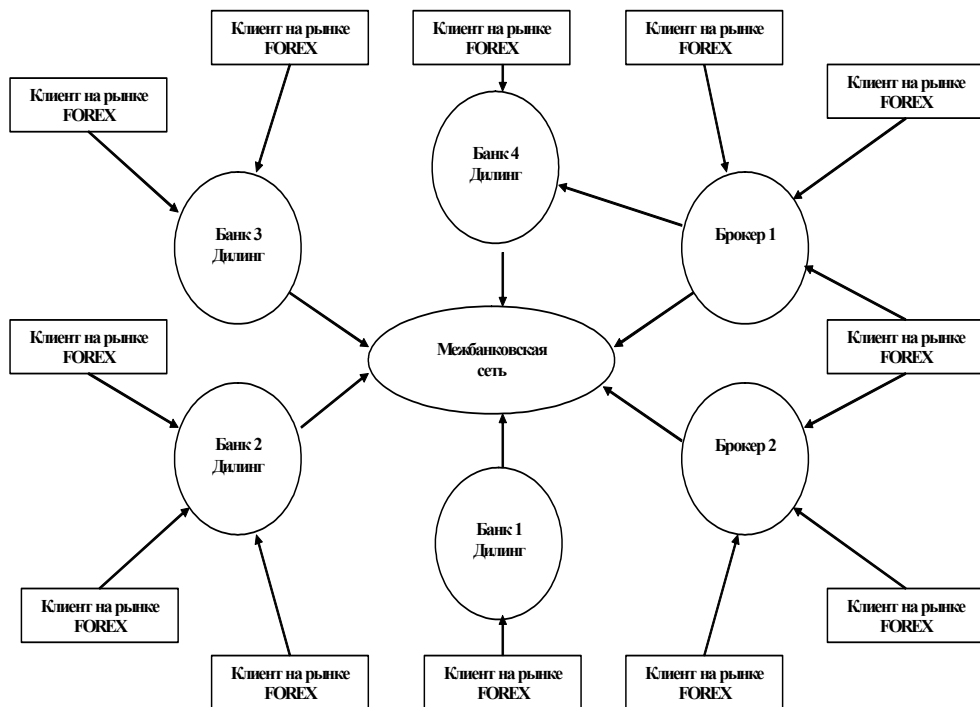 Клиент на рынке
FOREX
Клиент на рынке
FOREX
Клиент на рынке
FOREX
Клиент на рынке
FOREX
Клиент на рынке
FOREX
Банк 4
Дилинг
Банк 3
Дилинг
Брокер 1
Клиент на рынке
FOREX
Межбанковская
сеть
Клиент на рынке
FOREX
Банк 2
Дилинг
Брокер 2
Банк 1
Дилинг
Клиент на рынке
FOREX
Клиент на рынке
FOREX
Клиент на рынке
FOREX
Клиент на рынке
FOREX
Клиент на рынке
FOREX